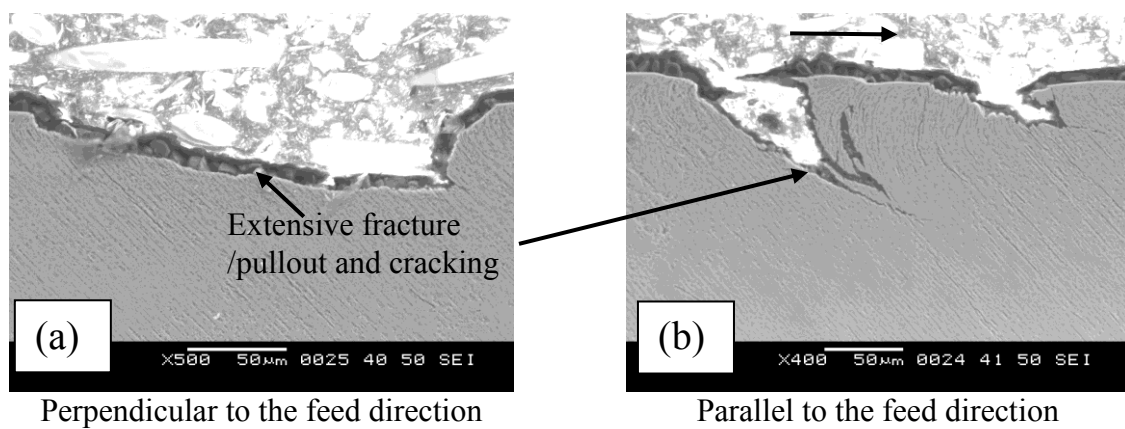 Extensive fracture
/pullout and cracking
(a)
X500 50µm 0025 40 50 SEI
Perpendicular to the feed direction
(b)
X400 50µm 0024 41 50 SEI
Parallel to the feed direction